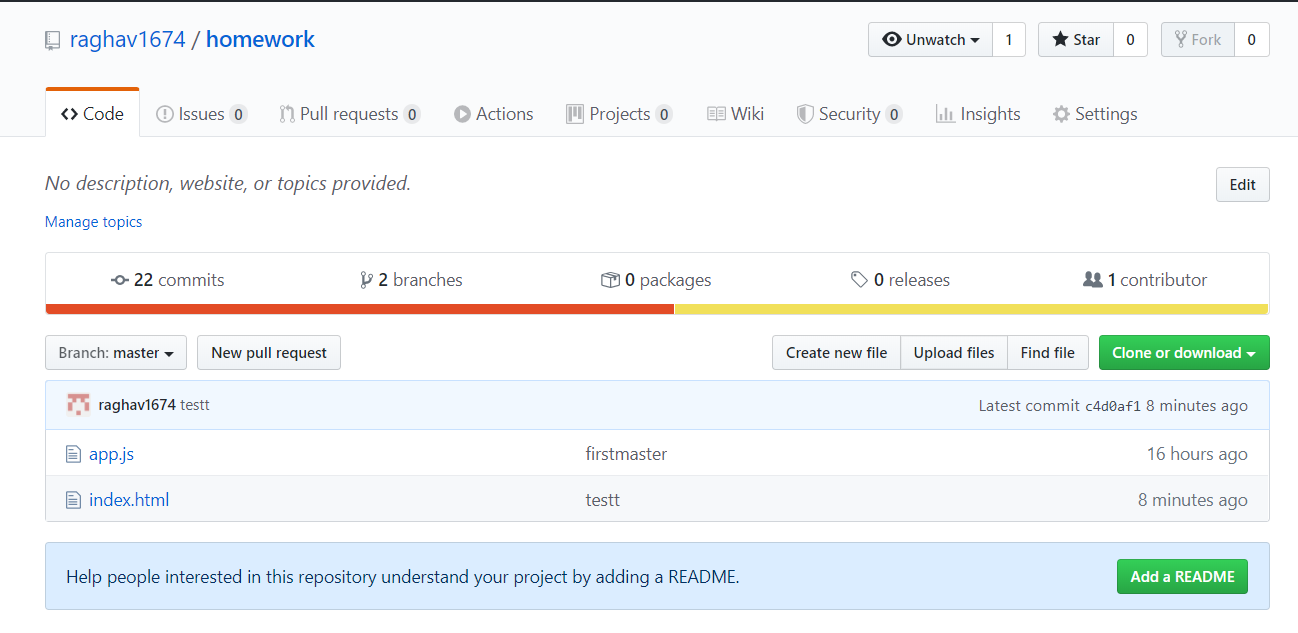 raghav1674 / homework Unwatch 1 Star 0 Fork 0
Code Issues 0 Pull requests 0 Actions Projects 0 Wiki Security 0 Insights Settings
No description, website, or topics provided. Edit
Manage topics
22 commits 2 branches 0 packages 0 releases 1 contributor
Branch: master New pull request Create new file Upload files Find file Clone or download
raghav1674 testt Latest commit c4d0af1 8 minutes ago
app.js firstmaster 16 hours ago
index.html testt 8 minutes ago
Help people interested in this repository understand your project by adding a README. Add a README